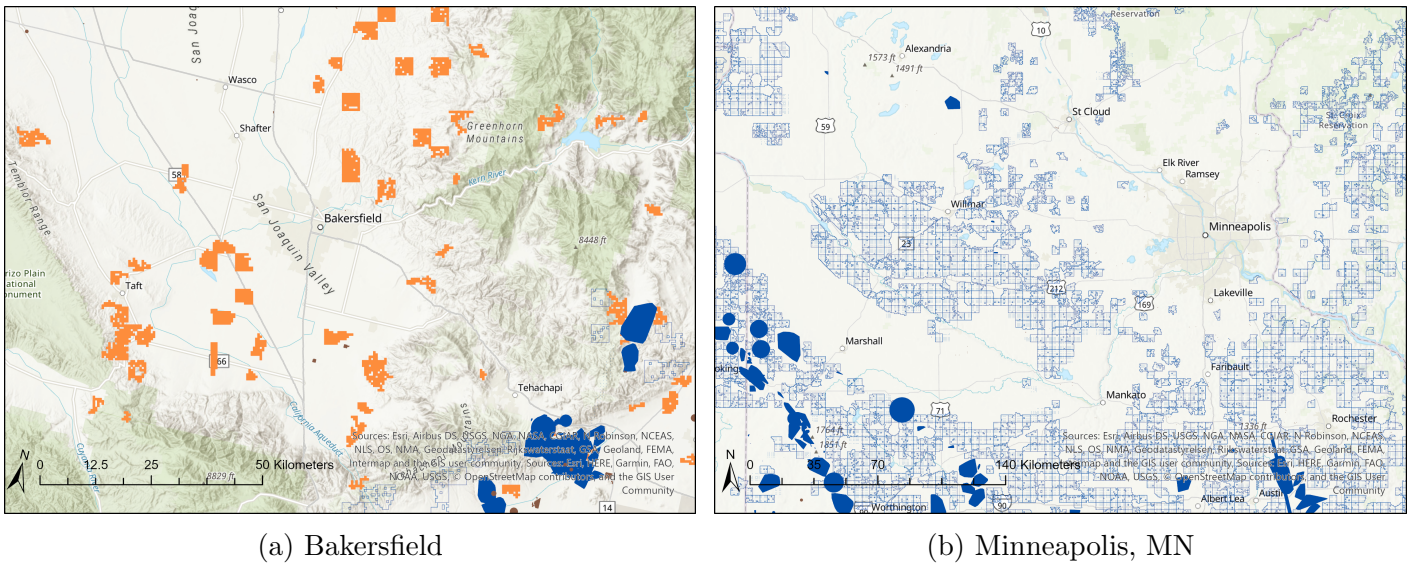 San Joaq
Wasco
Shafter
Greenhorn
Mountains
Temblor Range
58
Kern River
San Joaquin Valley
Bakersfield
8448 ft
rizo Plain
ational
onument
Taft
66
Tehachapi
California Aqueduct
8829 ft
N
0 12.5 25 50 Kilometers
Sources: Esri, Airbus DS, USGS, NGA, NASA, CGIAR, N Robinson, NCEAS,
NLS, OS, NMA, Geodatastyrelsen, Rijkswaterstaat, GSA, Geoland, FEMA,
Intermap and the GIS user community, Sources: Esri, HERE, Garmin, FAO,
NOAA, USGS, © OpenStreetMap contributors, and the GIS User
Community
14
(a) Bakersfield
Reservation
10
Alexandria
1573 ft
1491 ft
59
St Cloud
St. Croix
Reservation
Elk River
Ramsey
Willmar
23
Minneapolis
212
169
Lakeville
Marshall
okings
Faribault
Mankato
71
Rochester
1764 ft
1851 ft
1336 ft
N
0 35 70 140 Kilometers
Sources: Esri, Airbus DS, USGS, NGA, NASA, CGIAR, N Robinson, NCEAS,
NLS, OS, NMA, Geodatastyrelsen, Rijkswaterstaat, GSA, Geoland, FEMA,
Intermap and the GIS user community, Sources: Esri, HERE, Garmin, FAO,
NOAA, USGS, © OpenStreetMap contributors, and the GIS User
Community
Albert Lea
Austin
Worthington
90
(b) Minneapolis, MN